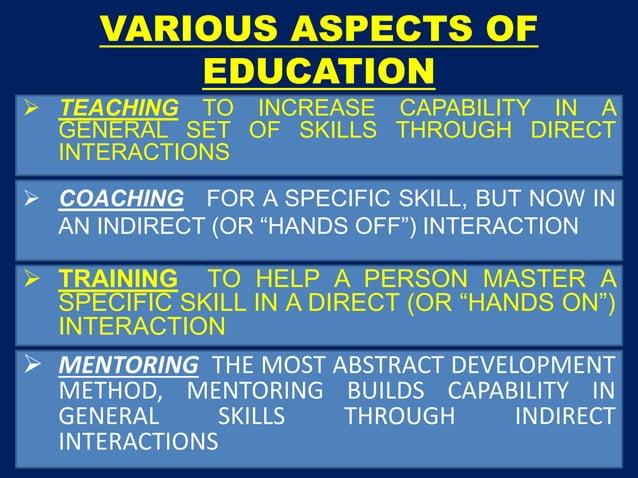 VARIOUS ASPECTS OF
EDUCATION
➢ TEACHING TO INCREASE CAPABILITY IN A
GENERAL SET OF SKILLS THROUGH DIRECT
INTERACTIONS
➢ COACHING FOR A SPECIFIC SKILL, BUT NOW IN
AN INDIRECT (OR “HANDS OFF”) INTERACTION
➢ TRAINING TO HELP A PERSON MASTER A
SPECIFIC SKILL IN A DIRECT (OR “HANDS ON”)
INTERACTION
➢ MENTORING THE MOST ABSTRACT DEVELOPMENT
METHOD, MENTORING BUILDS CAPABILITY IN
GENERAL SKILLS THROUGH INDIRECT
INTERACTIONS